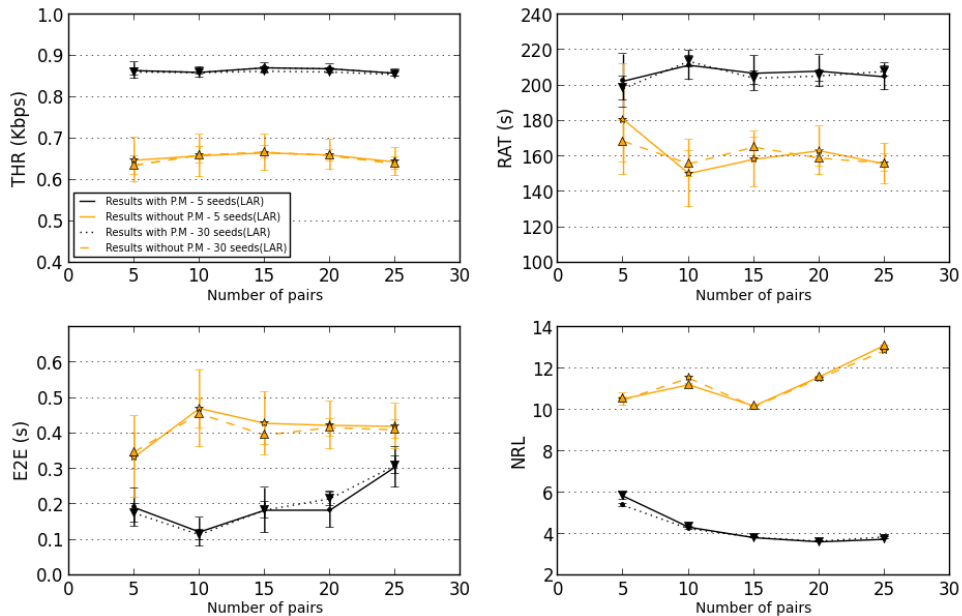 THR (Kbps)
1.0
0.9
0.8
0.7
0.6
0.5
0.4
Results with P.M - 5 seeds(LAR)
Results without P.M - 5 seeds(LAR)
Results with P.M - 30 seeds(LAR)
Results without P.M - 30 seeds(LAR)
0 5 10 15 20 25 30
Number of pairs
RAT (s)
240
220
200
180
160
140
120
100
0 5 10 15 20 25 30
Number of pairs
E2E (s)
0.6
0.5
0.4
0.3
0.2
0.1
0.0
0 5 10 15 20 25 30
Number of pairs
NRL
14
12
10
8
6
4
2
0 5 10 15 20 25 30
Number of pairs